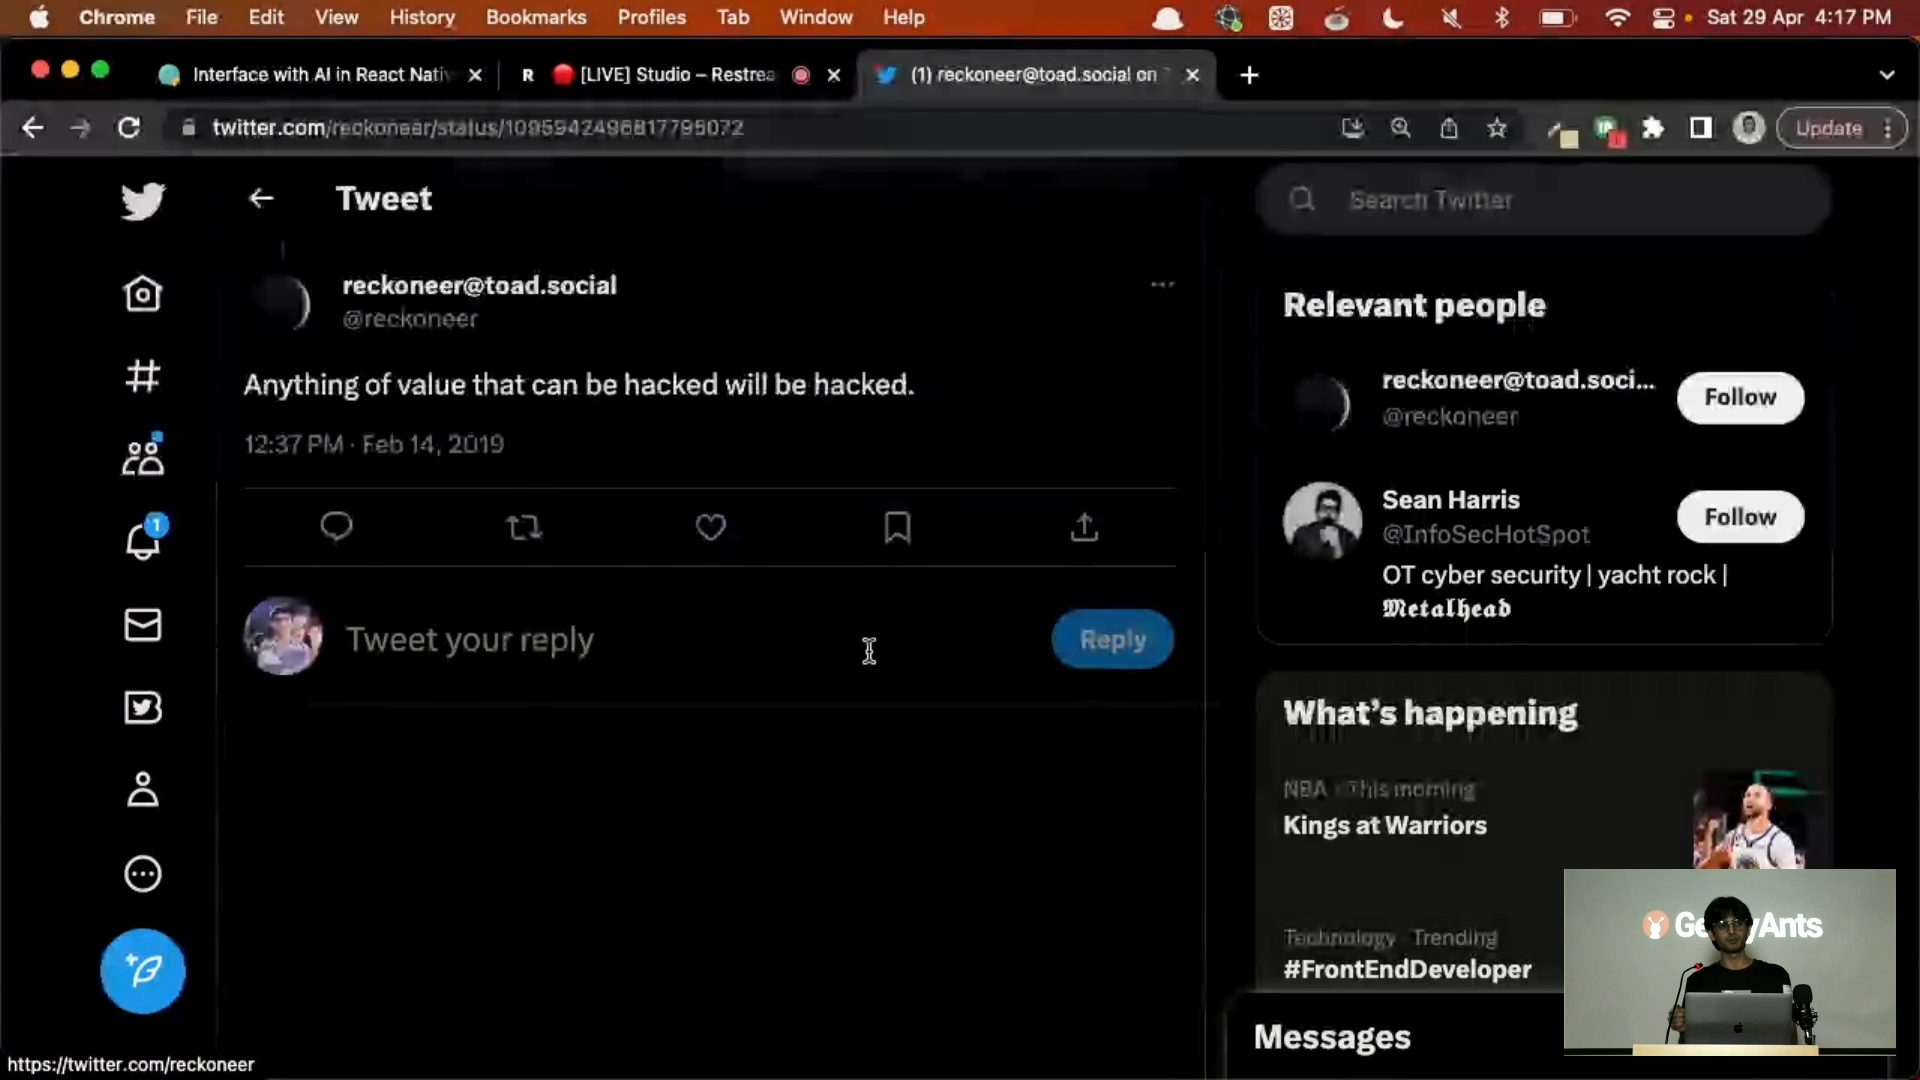 Chrome File Edit View History Bookmarks Profiles Tab Window Help Sat 29 Apr 4:17 PM
Interface with AI in React Nati
R [LIVE] Studio – Restrea
(1) reckoneer@toad.social on
twitter.com/reckoneer/status/1095942496817795072
Update
Tweet
Search Twitter
reckoneer@toad.social
@reckoneer
Anything of value that can be hacked will be hacked.
12:37 PM · Feb 14, 2019
1
Tweet your reply
Reply
Relevant people
reckoneer@toad.soci...
@reckoneer
Follow
Sean Harris
@InfoSecHotSpot
Follow
OT cyber security | yacht rock |
𝕸𝖊𝖙𝖆𝖑𝖍𝖊𝖆𝖉
What's happening
NBA · This morning
Kings at Warriors
Technology · Trending
#FrontEndDeveloper
Messages
Ants
https://twitter.com/reckoneer